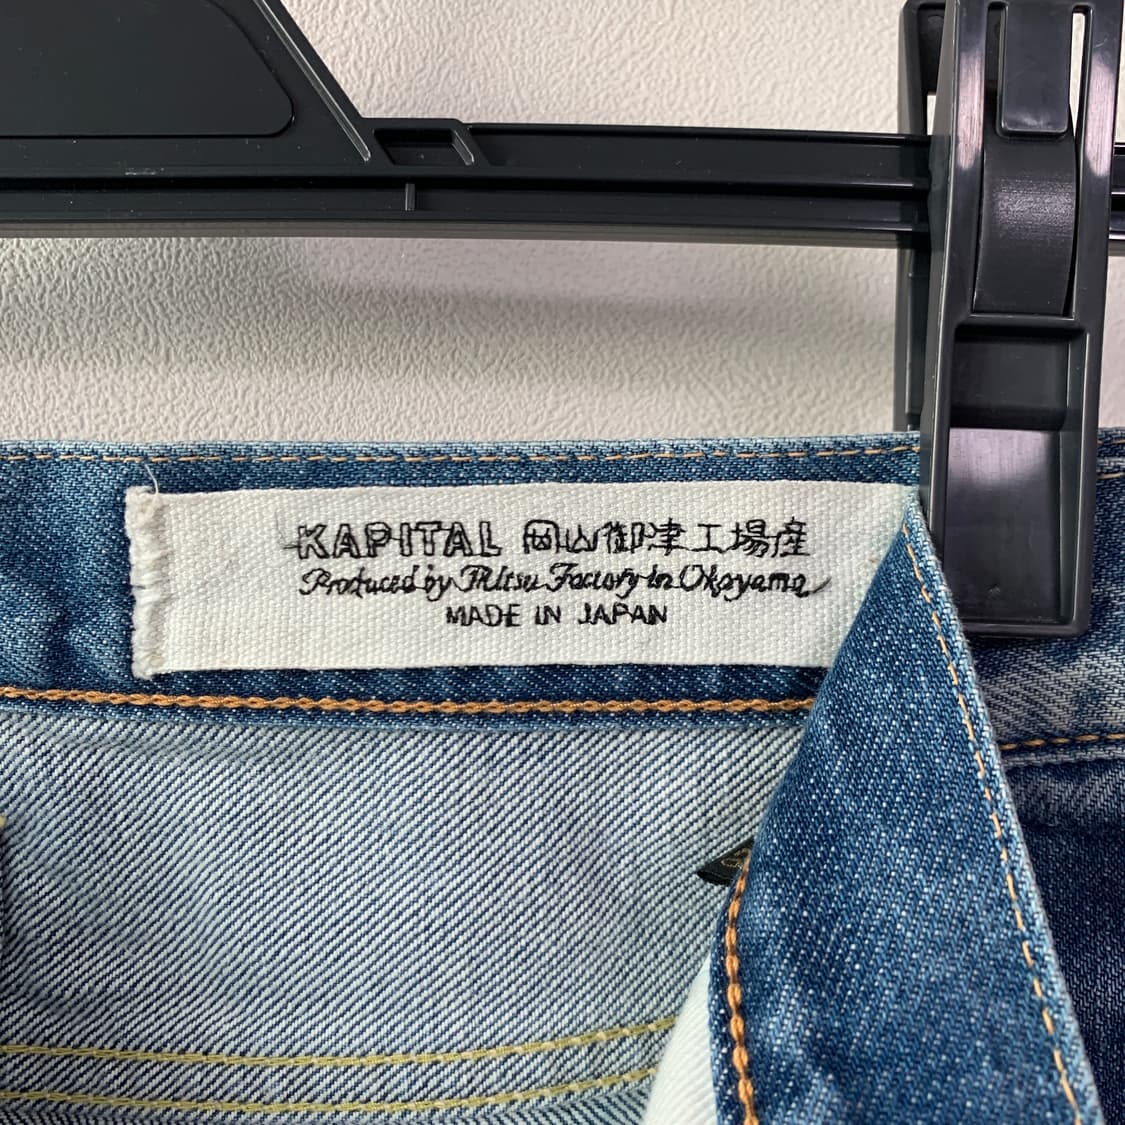 KAPITAL 岡山御津工場産
Produced by Mitsu Factory In Okayama
MADE IN JAPAN